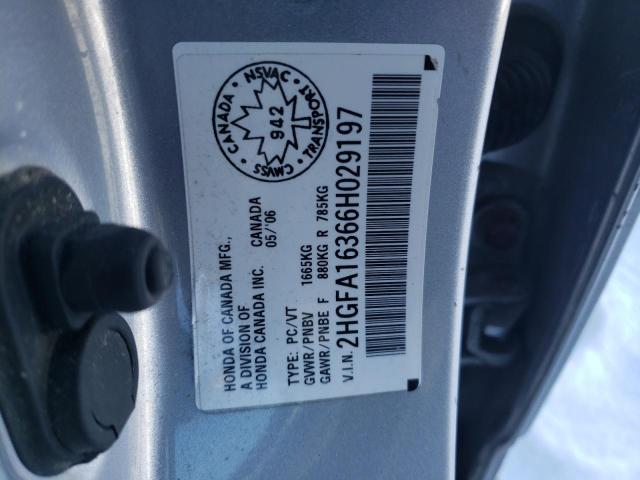 HONDA OF CANADA MFG.,
A DIVISION OF
HONDA CANADA INC. CANADA
05/'06
TYPE: PC/VT
GVWR/PNBV 1665KG
GAWR/PNBE F 880KG R 785KG
V.I.N. 2HGFA16366H029197
CANADA NSVAC
942
CMVSS TRANSPORT